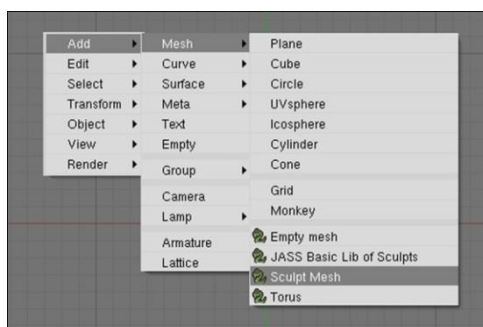 Add
Edit
Select
Transform
Object
View
Render
Mesh
Curve
Surface
Meta
Text
Empty
Group
Camera
Lamp
Armature
Lattice
Plane
Cube
Circle
UVsphere
Icosphere
Cylinder
Cone
Grid
Monkey
Empty mesh
JASS Basic Lib of Sculpts
Sculpt Mesh
Torus